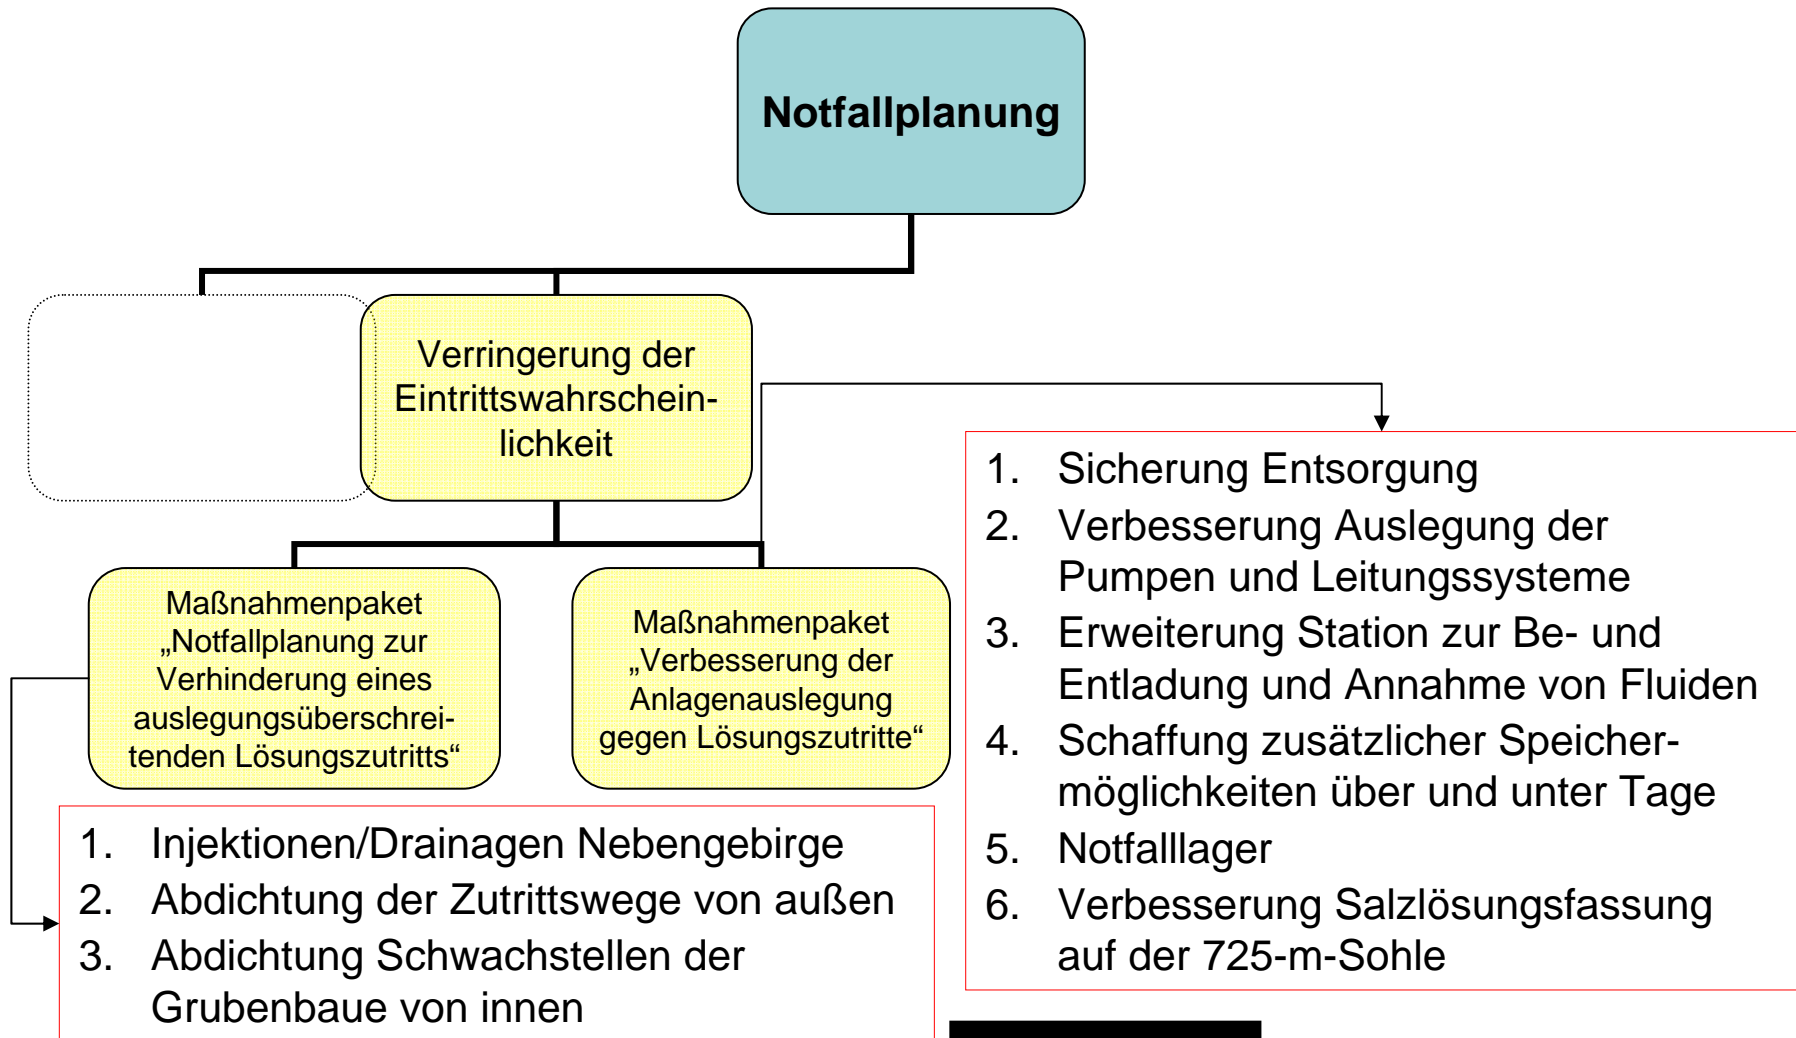 Notfallplanung
Verringerung der
Eintrittswahrschein-
lichkeit
Maßnahmenpaket
„Notfallplanung zur
Verhinderung eines
auslegungsüberschrei-
tenden Lösungszutritts“
Maßnahmenpaket
„Verbesserung der
Anlagenauslegung
gegen Lösungszutritte“
1. Injektionen/Drainagen Nebengebirge
2. Abdichtung der Zutrittswege von außen
3. Abdichtung Schwachstellen der
Grubenbaue von innen
1. Sicherung Entsorgung
2. Verbesserung Auslegung der
Pumpen und Leitungssysteme
3. Erweiterung Station zur Be- und
Entladung und Annahme von Fluiden
4. Schaffung zusätzlicher Speicher-
möglichkeiten über und unter Tage
5. Notfalllager
6. Verbesserung Salzlösungsfassung
auf der 725-m-Sohle